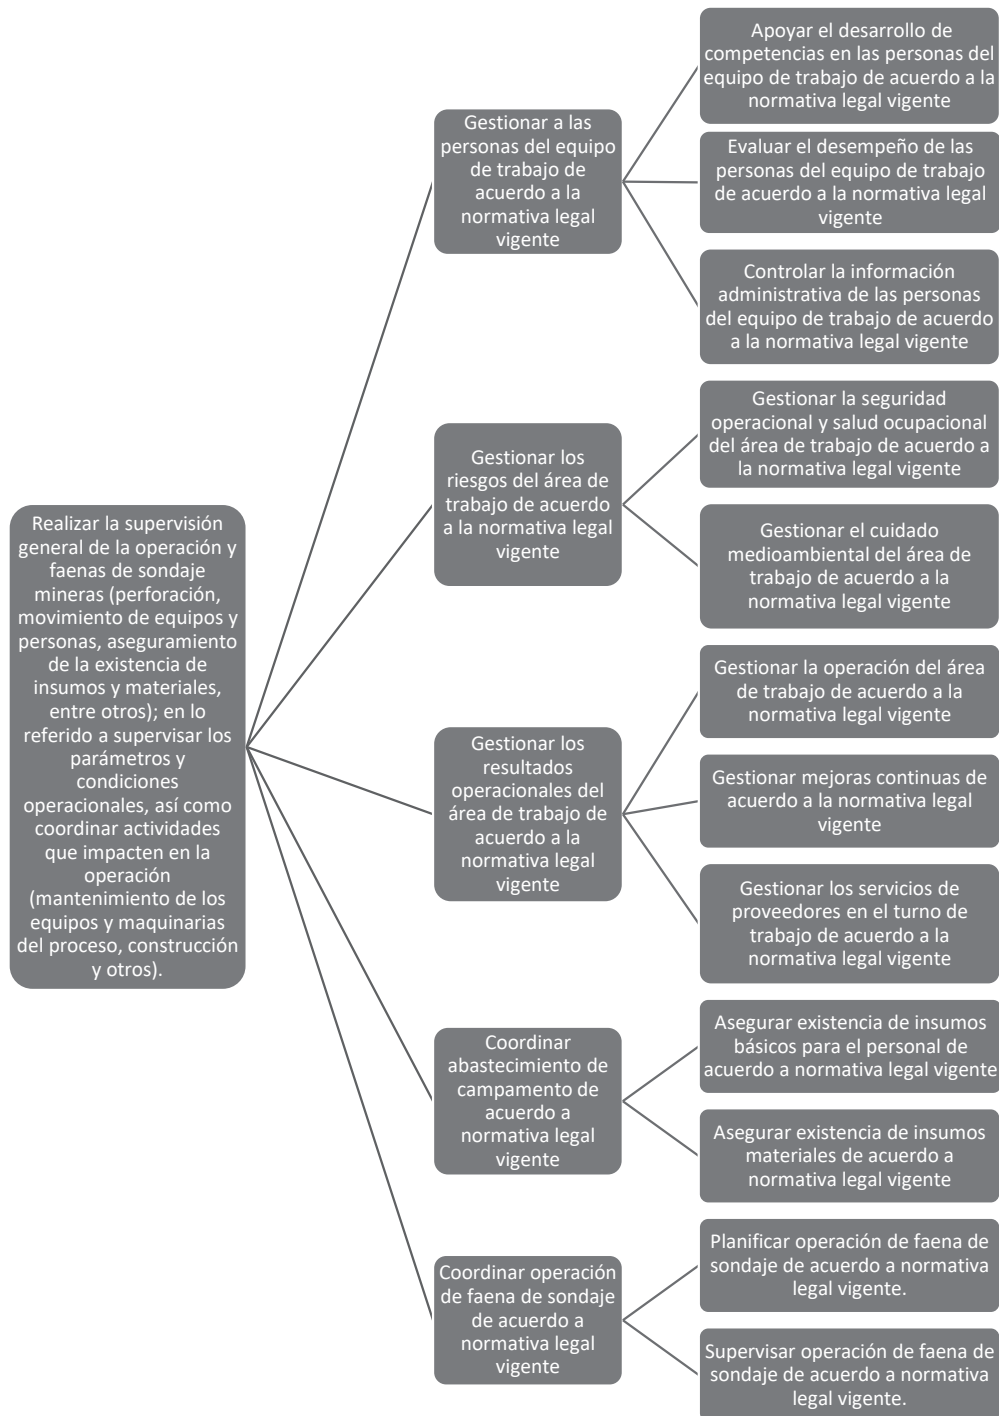 Realizar la supervisión
general de la operación y
faenas de sondaje
mineras (perforación,
movimiento de equipos y
personas, aseguramiento
de la existencia de
insumos y materiales,
entre otros); en lo
referido a supervisar los
parámetros y
condiciones
operacionales, así como
coordinar actividades
que impacten en la
operación
(mantenimiento de los
equipos y maquinarias
del proceso, construcción
y otros).
Gestionar a las
personas del equipo
de trabajo de
acuerdo a la
normativa legal
vigente
Apoyar el desarrollo de
competencias en las personas del
equipo de trabajo de acuerdo a la
normativa legal vigente
Evaluar el desempeño de las
personas del equipo de trabajo
de acuerdo a la normativa legal
vigente
Controlar la información
administrativa de las personas
del equipo de trabajo de acuerdo
a la normativa legal vigente
Gestionar los
riesgos del área de
trabajo de acuerdo
a la normativa legal
vigente
Gestionar la seguridad
operacional y salud ocupacional
del área de trabajo de acuerdo a
la normativa legal vigente
Gestionar el cuidado
medioambiental del área de
trabajo de acuerdo a la
normativa legal vigente
Gestionar los
resultados
operacionales del
área de trabajo de
acuerdo a la
normativa legal
vigente
Gestionar la operación del área
de trabajo de acuerdo a la
normativa legal vigente
Gestionar mejoras continuas de
acuerdo a la normativa legal
vigente
Gestionar los servicios de
proveedores en el turno de
trabajo de acuerdo a la
normativa legal vigente
Coordinar
abastecimiento de
campamento de
acuerdo a
normativa legal
vigente
Asegurar existencia de insumos
básicos para el personal de
acuerdo a normativa legal vigente
Asegurar existencia de insumos
materiales de acuerdo a
normativa legal vigente
Coordinar operación
de faena de sondaje
de acuerdo a
normativa legal
vigente
Planificar operación de faena de
sondaje de acuerdo a normativa
legal vigente.
Supervisar operación de faena de
sondaje de acuerdo a normativa
legal vigente.